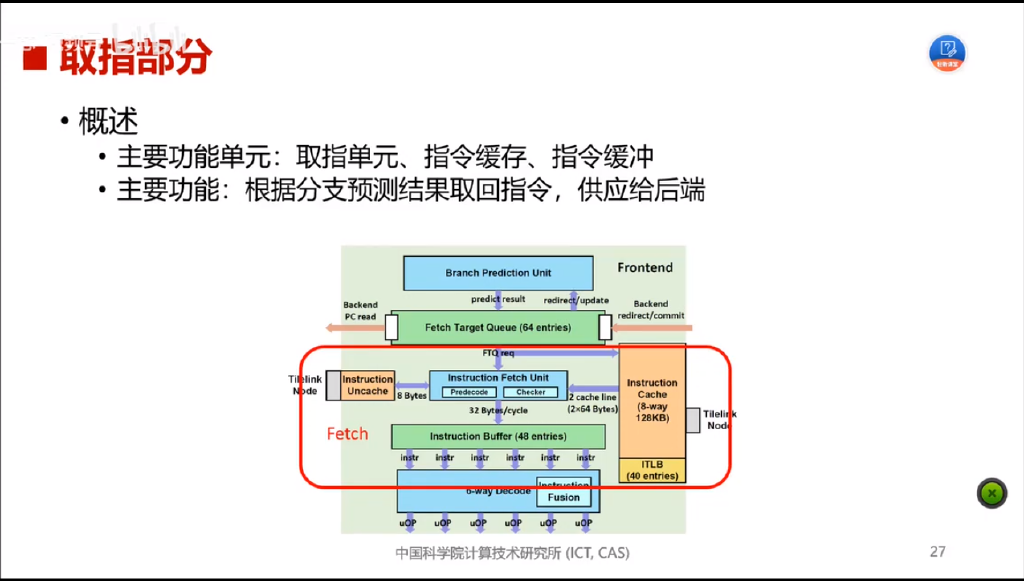 取指部分
• 概述
• 主要功能单元：取指单元、指令缓存、指令缓冲
• 主要功能：根据分支预测结果取回指令，供应给后端
Branch Prediction Unit
Frontend
predict result
redirect/update
Backend
PC read
Backend
redirect/commit
Fetch Target Queue (64 entries)
FTQ req
Tilelink
Node
Instruction
Uncache
8 Bytes
Instruction Fetch Unit
Predecode
Checker
2 cache line
(2×64 Bytes)
Instruction
Cache
(8-way
128KB)
Tilelink
Node
32 Bytes/cycle
Fetch
Instruction Buffer (48 entries)
instr instr instr instr instr instr
ITLB
(40 entries)
6-way Decode
Instruction
Fusion
uOP uOP uOP uOP uOP uOP
中国科学院计算技术研究所 (ICT, CAS)
27